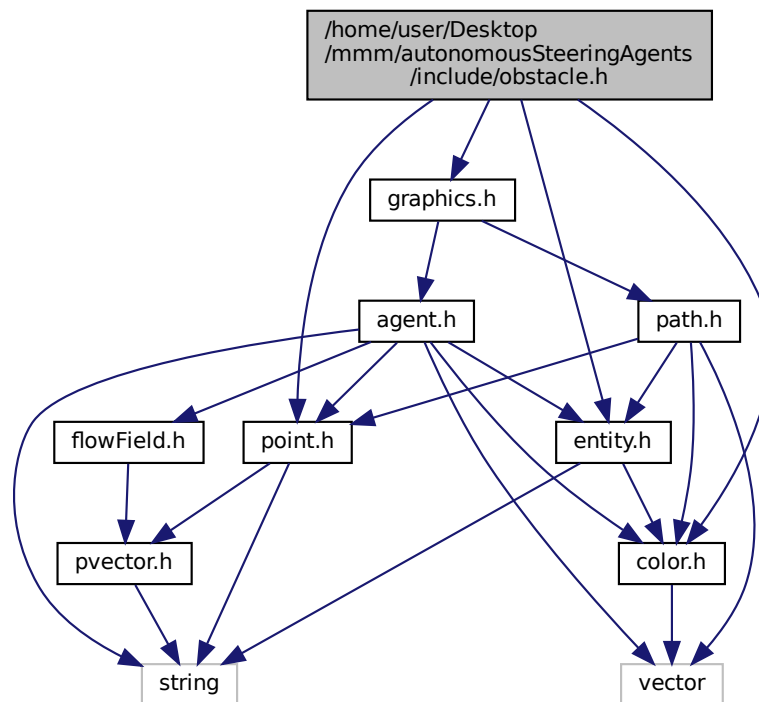 /home/user/Desktop
/mmm/autonomousSteeringAgents
/include/obstacle.h
graphics.h
agent.h
path.h
flowField.h
point.h
entity.h
pvector.h
color.h
string
vector